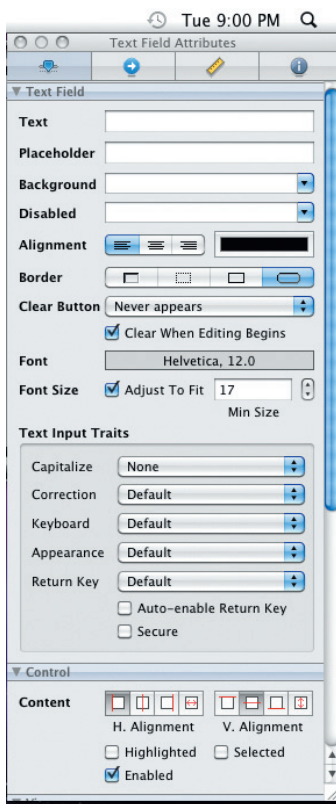 Tue 9:00 PM
Text Field Attributes
Text Field
Text
Placeholder
Background
Disabled
Alignment
Border
Clear Button Never appears
Clear When Editing Begins
Font Helvetica, 12.0
Font Size Adjust To Fit 17
Min Size
Text Input Traits
Capitalize None
Correction Default
Keyboard Default
Appearance Default
Return Key Default
Auto-enable Return Key
Secure
Control
Content
H. Alignment V. Alignment
Highlighted Selected
Enabled